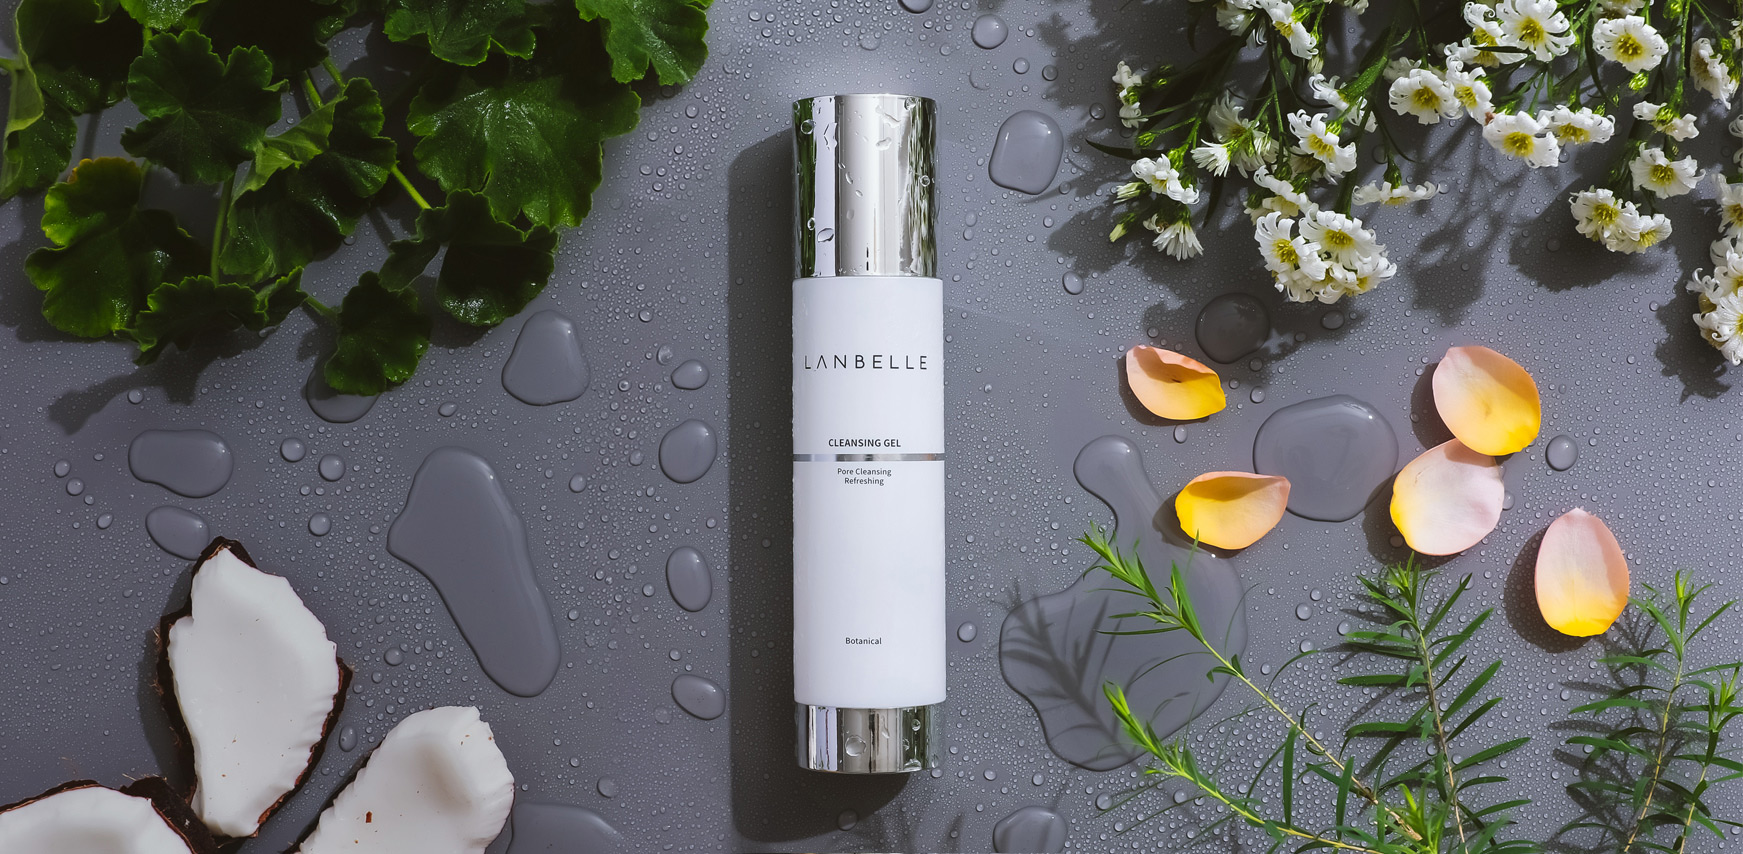 LANBELLE
CLEANSING GEL
Pore Cleansing
Refreshing
Botanical